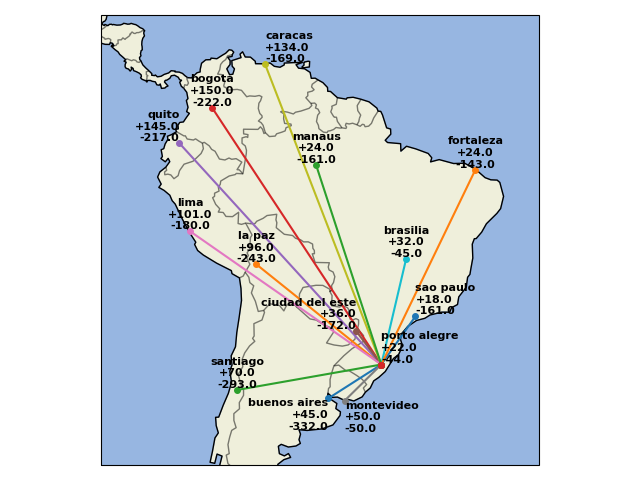 caracas
+134.0
-169.0
bogota
+150.0
-222.0
quito
+145.0
-217.0
manaus
+24.0
-161.0
fortaleza
+24.0
-143.0
lima
+101.0
-180.0
la paz
+96.0
-243.0
brasilia
+32.0
-45.0
ciudad del este
+36.0
-172.0
sao paulo
+18.0
-161.0
porto alegre
+22.0
-44.0
santiago
+70.0
-293.0
buenos aires
+45.0
-332.0
montevideo
+50.0
-50.0